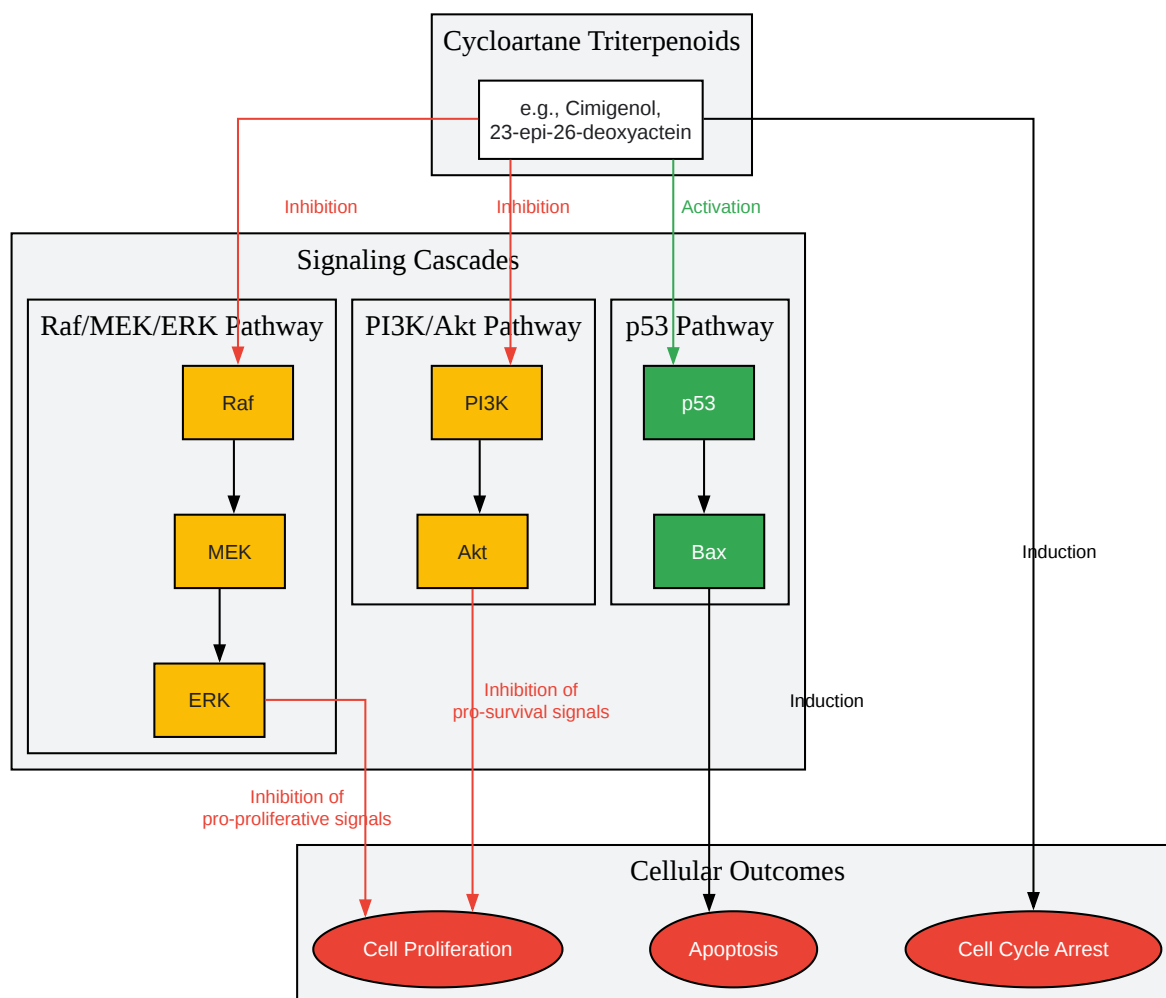 Cycloartane Triterpenoids
e.g., Cimigenol,
23-epi-26-deoxyactein
Inhibition
Inhibition
Activation
Signaling Cascades
Raf/MEK/ERK Pathway
PI3K/Akt Pathway
p53 Pathway
Raf
PI3K
p53
MEK
Akt
Bax
Induction
ERK
Inhibition of
pro-survival signals
Induction
Inhibition of
pro-proliferative signals
Cellular Outcomes
Cell Proliferation
Apoptosis
Cell Cycle Arrest